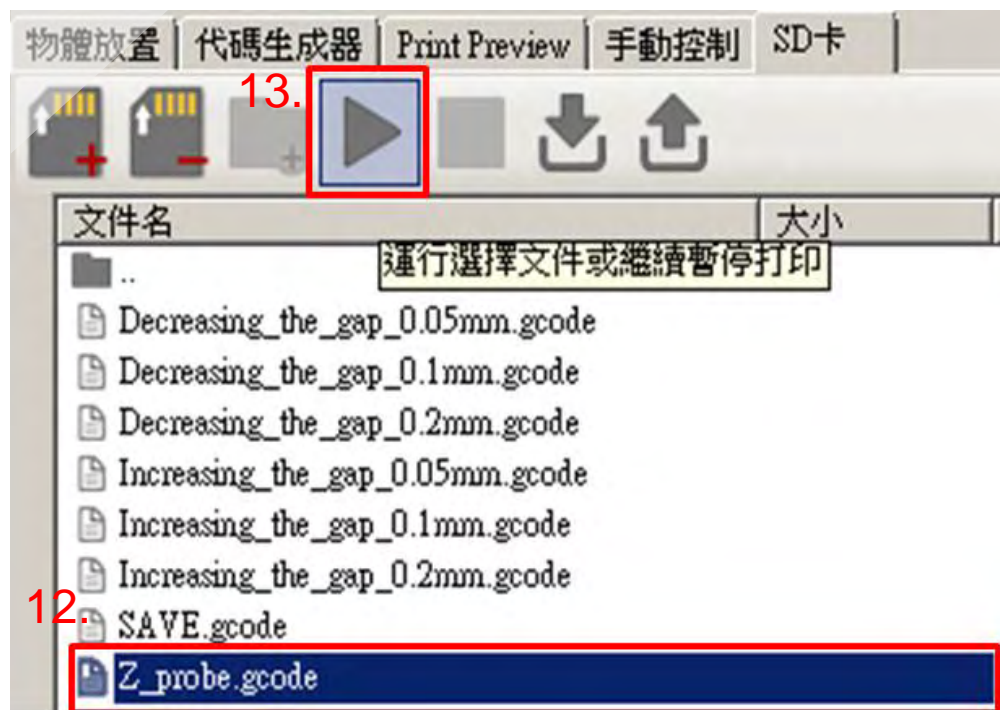 物體放置 代碼生成器 Print Preview 手動控制 SD卡
13.
文件名 大小
運行選擇文件或繼續暫停打印
..
Decreasing_the_gap_0.05mm.gcode
Decreasing_the_gap_0.1mm.gcode
Decreasing_the_gap_0.2mm.gcode
Increasing_the_gap_0.05mm.gcode
Increasing_the_gap_0.1mm.gcode
Increasing_the_gap_0.2mm.gcode
12.
SAVE.gcode
Z_probe.gcode